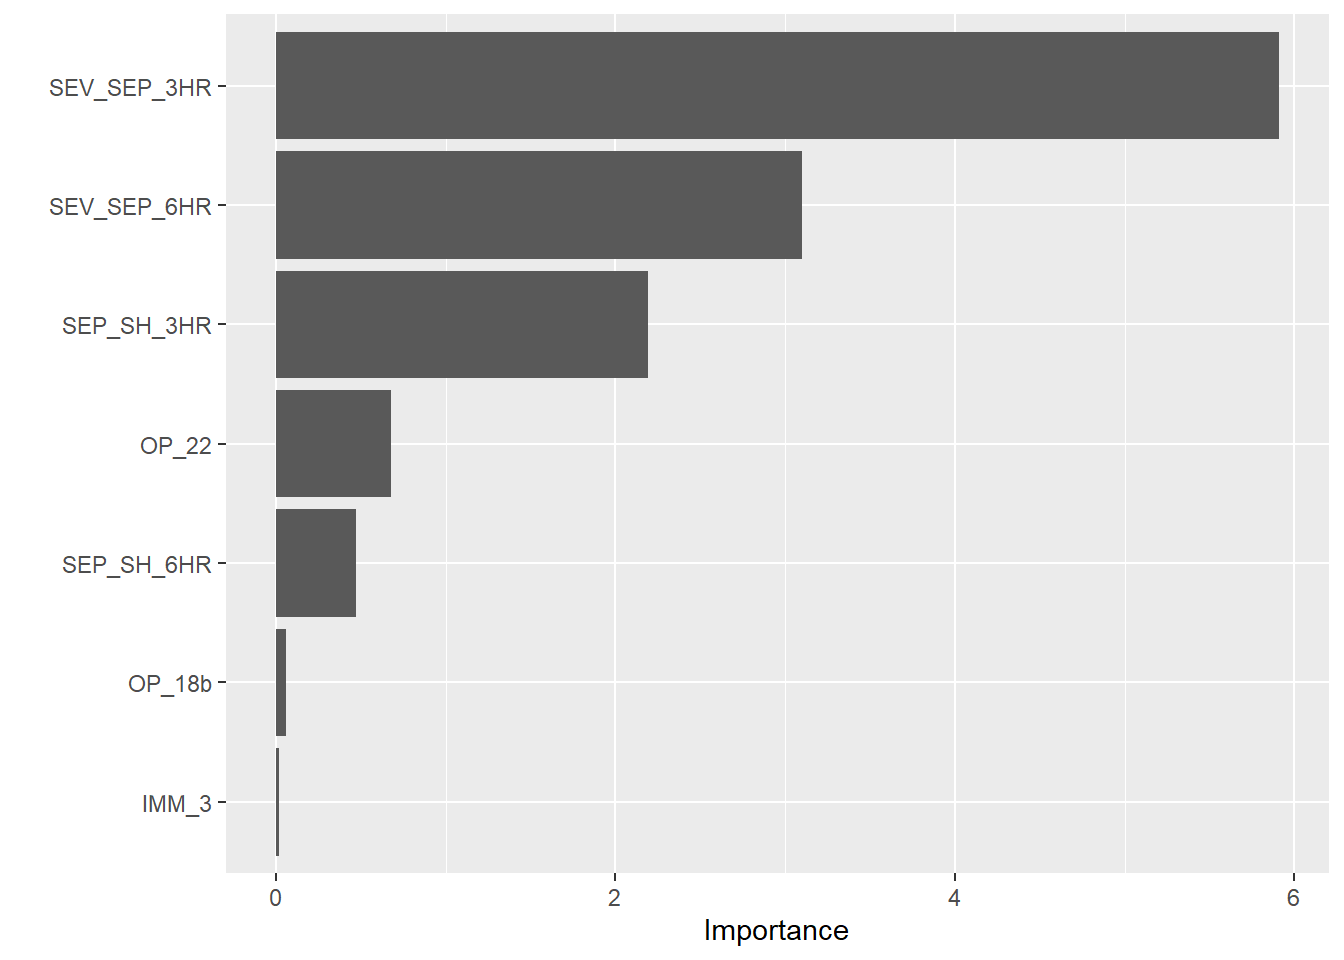 SEV_SEP_3HR
SEV_SEP_6HR
SEP_SH_3HR
OP_22
SEP_SH_6HR
OP_18b
IMM_3
0 2 4 6
Importance